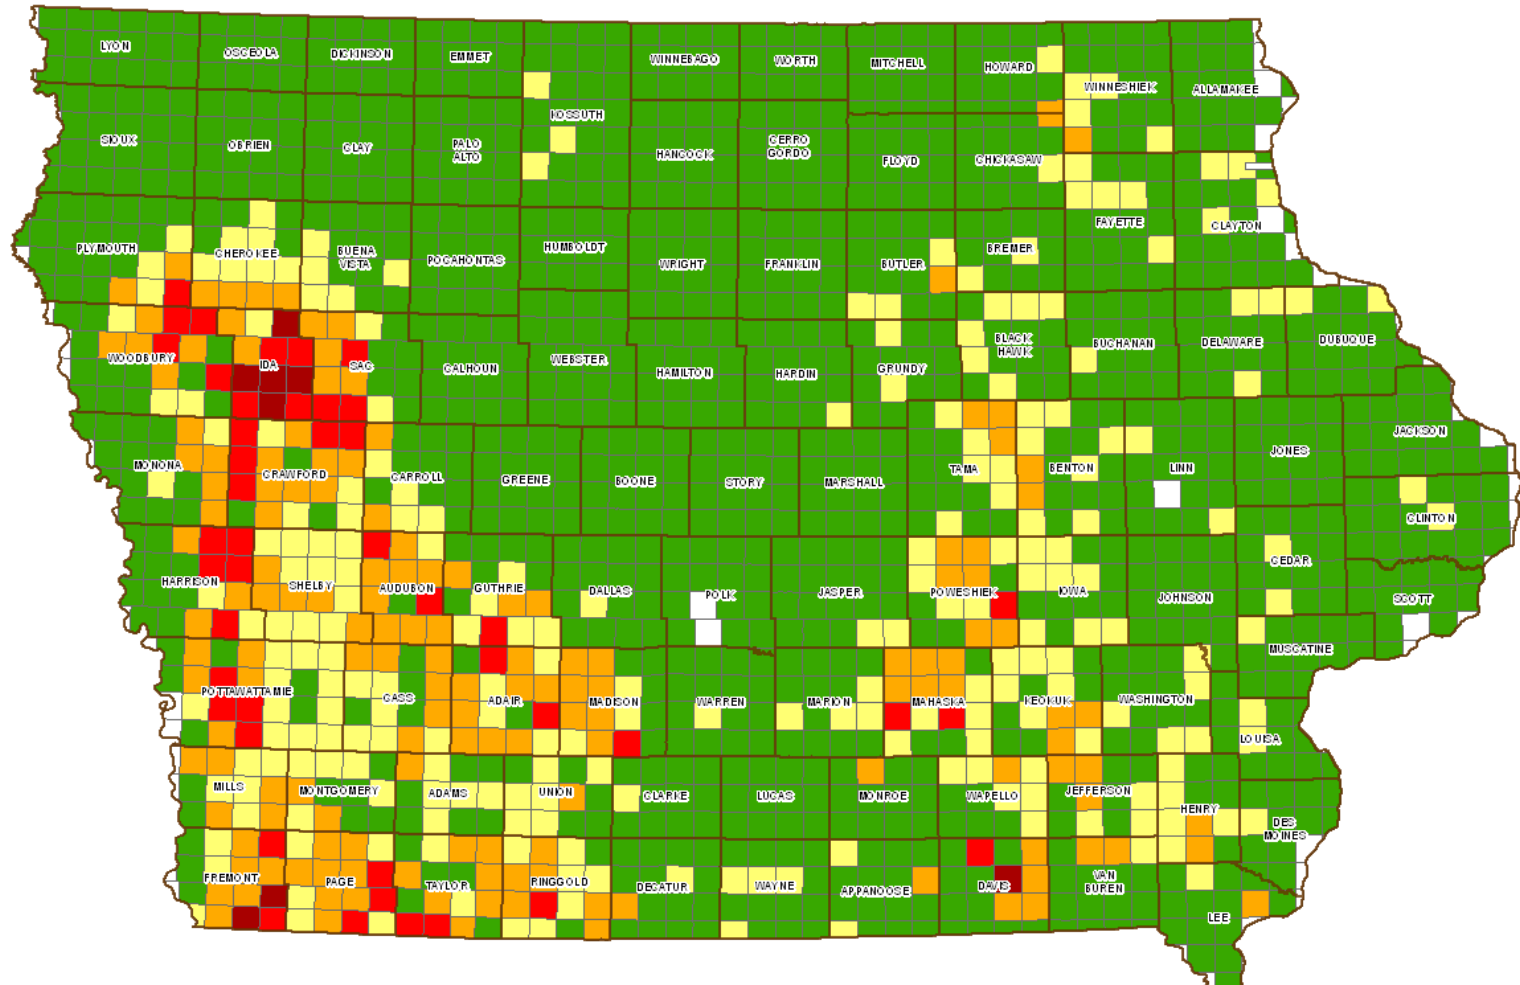 LYON
OSCEOLA
DICKINSON
EMMET
WINNEBAGO
WORTH
MITCHELL
HOWARD
WINNESHIEK
ALLAMAKEE
KOSSUTH
SIOUX
OBRIEN
CLAY
PALO
ALTO
HANCOCK
CERRO
GORDO
FLOYD
CHICKASAW
PLYMOUTH
CHEROKEE
BUENA
VISTA
POCAHONTAS
HUMBOLDT
WRIGHT
FRANKLIN
BUTLER
BREMER
FAYETTE
CLAYTON
WOODBURY
IDA
SAC
CALHOUN
WEBSTER
HAMILTON
HARDIN
GRUNDY
BLACK
HAWK
BUCHANAN
DELAWARE
DUBUQUE
MONONA
CRAWFORD
CARROLL
GREENE
BOONE
STORY
MARSHALL
TAMA
BENTON
LINN
JONES
JACKSON
CLINTON
CEDAR
HARRISON
SHELBY
AUDUBON
GUTHRIE
DALLAS
POLK
JASPER
POWESHIEK
IOWA
JOHNSON
SCOTT
MUSCATINE
POTTAWATTAMIE
CASS
ADAIR
MADISON
WARREN
MARION
MAHASKA
KEOKUK
WASHINGTON
LOUISA
MILLS
MONTGOMERY
ADAMS
UNION
CLARKE
LUCAS
MONROE
WAPELLO
JEFFERSON
HENRY
DES
MOINES
FREMONT
PAGE
TAYLOR
RINGGOLD
DECATUR
WAYNE
APPANOOSE
DAVIS
VAN
BUREN
LEE